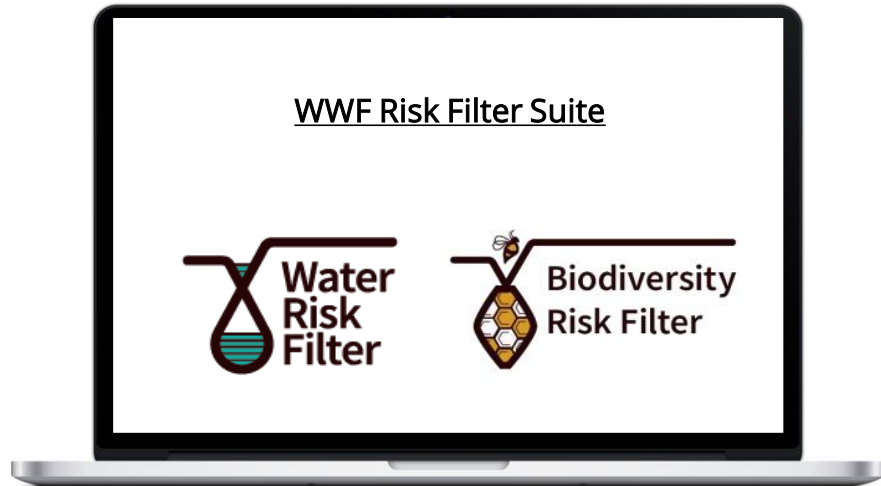 WWF Risk Filter Suite
Water
Risk
Filter
Biodiversity
Risk Filter